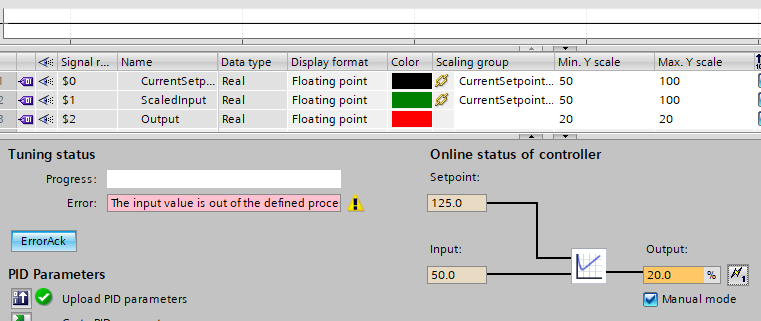 Signal r... Name Data type Display format Color Scaling group Min. Y scale Max. Y scale
1 $0 CurrentSetp... Real Floating point CurrentSetpoint... 50 100
2 $1 ScaledInput Real Floating point CurrentSetpoint... 50 100
3 $2 Output Real Floating point 20 20
Tuning status
Progress:
Error: The input value is out of the defined proce
ErrorAck
PID Parameters
Upload PID parameters
Online status of controller
Setpoint:
125.0
Input:
50.0
Output:
20.0 %
Manual mode